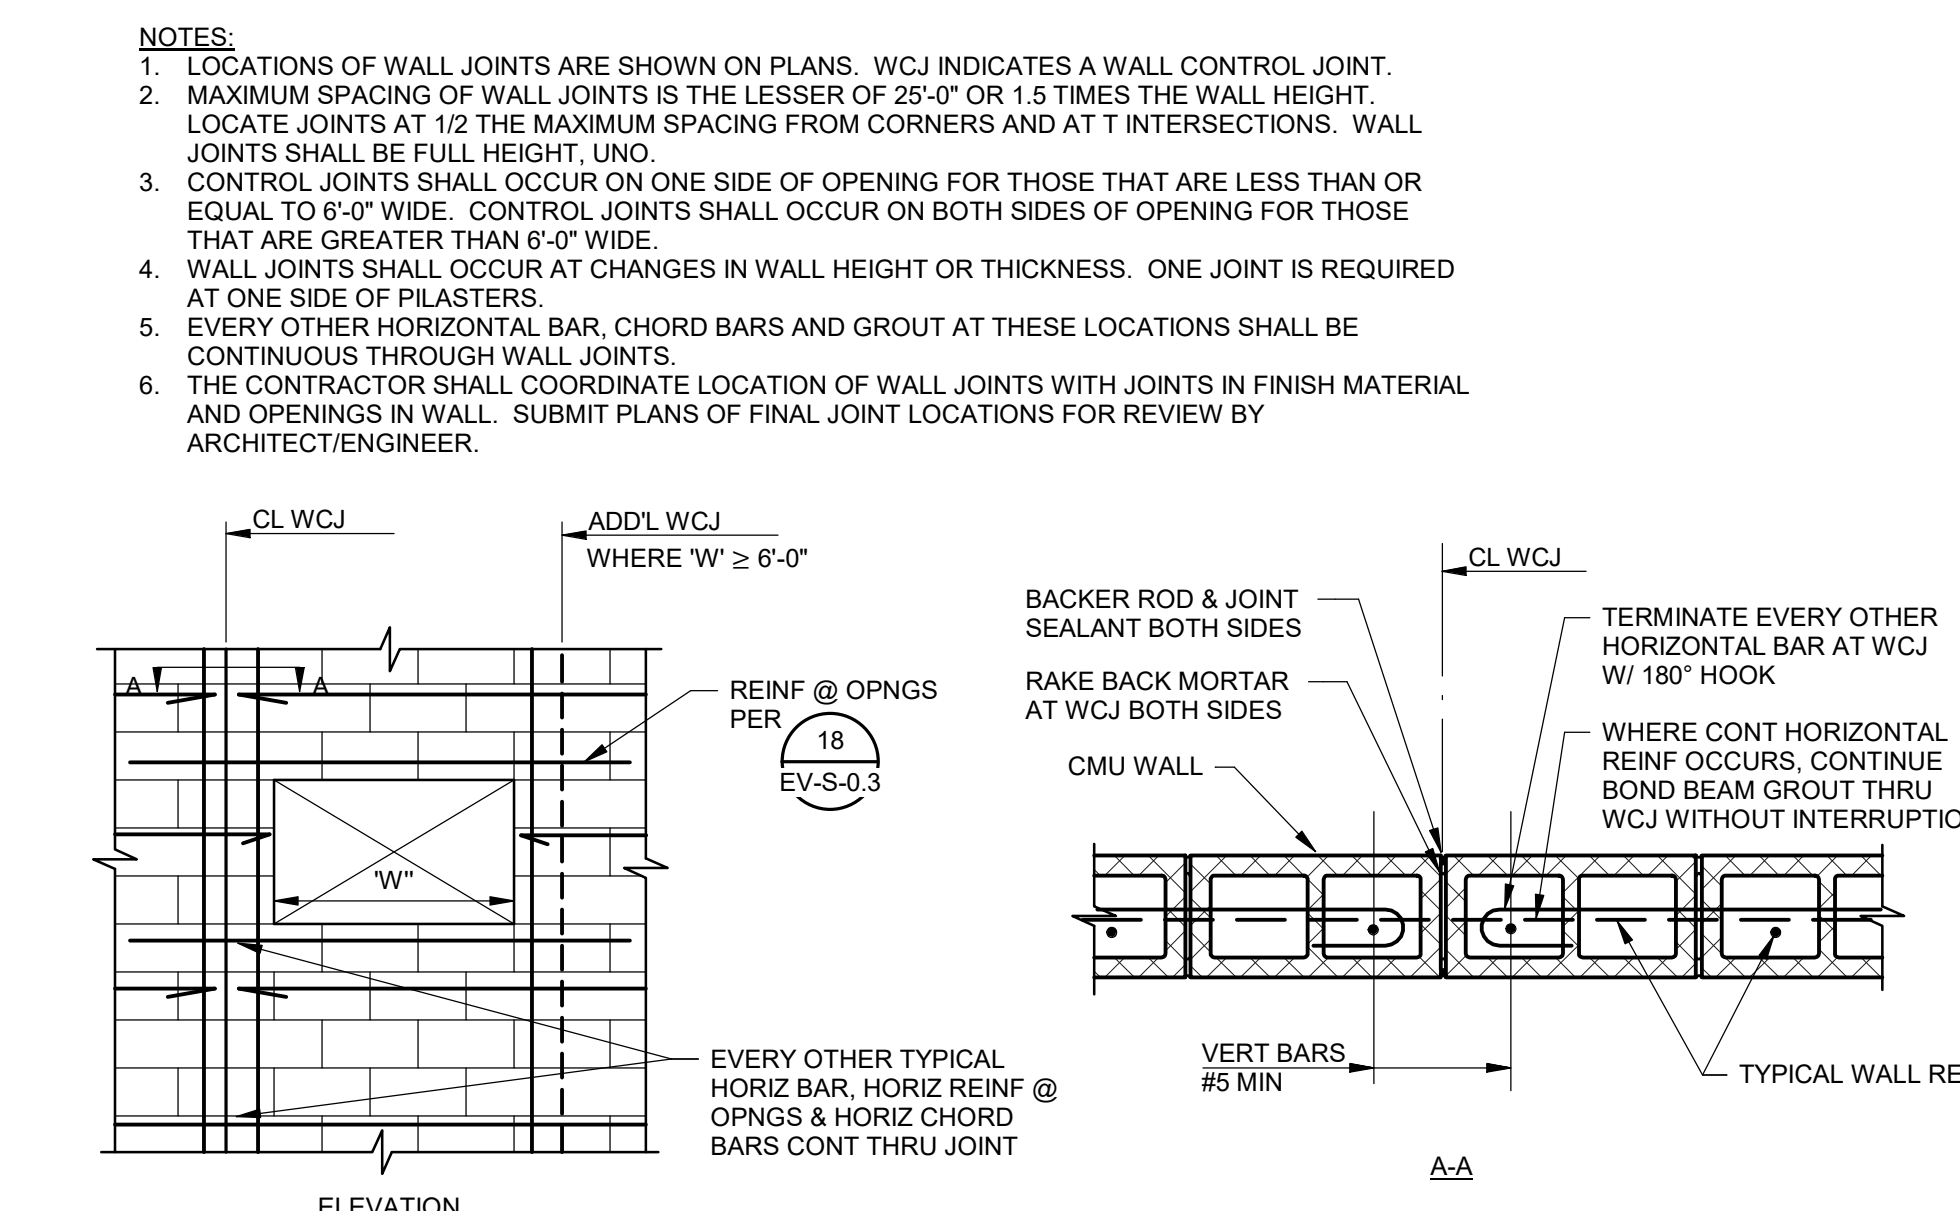 NOTES:
1. LOCATIONS OF WALL JOINTS ARE SHOWN ON PLANS. WCJ INDICATES A WALL CONTROL JOINT.
2. MAXIMUM SPACING OF WALL JOINTS IS THE LESSER OF 25'-0" OR 1.5 TIMES THE WALL HEIGHT.
LOCATE JOINTS AT 1/2 THE MAXIMUM SPACING FROM CORNERS AND AT T INTERSECTIONS. WALL
JOINTS SHALL BE FULL HEIGHT, UNO.
3. CONTROL JOINTS SHALL OCCUR ON ONE SIDE OF OPENING FOR THOSE THAT ARE LESS THAN OR
EQUAL TO 6'-0" WIDE. CONTROL JOINTS SHALL OCCUR ON BOTH SIDES OF OPENING FOR THOSE
THAT ARE GREATER THAN 6'-0" WIDE.
4. WALL JOINTS SHALL OCCUR AT CHANGES IN WALL HEIGHT OR THICKNESS. ONE JOINT IS REQUIRED
AT ONE SIDE OF PILASTERS.
5. EVERY OTHER HORIZONTAL BAR, CHORD BARS AND GROUT AT THESE LOCATIONS SHALL BE
CONTINUOUS THROUGH WALL JOINTS.
6. THE CONTRACTOR SHALL COORDINATE LOCATION OF WALL JOINTS WITH JOINTS IN FINISH MATERIAL
AND OPENINGS IN WALL. SUBMIT PLANS OF FINAL JOINT LOCATIONS FOR REVIEW BY
ARCHITECT/ENGINEER.
CL WCJ
ADD'L WCJ
WHERE 'W' ≥ 6'-0"
A
A
REINF @ OPNGS
PER
18
EV-S-0.3
'W''
EVERY OTHER TYPICAL
HORIZ BAR, HORIZ REINF @
OPNGS & HORIZ CHORD
BARS CONT THRU JOINT
ELEVATION
CL WCJ
BACKER ROD & JOINT
SEALANT BOTH SIDES
RAKE BACK MORTAR
AT WCJ BOTH SIDES
CMU WALL
TERMINATE EVERY OTHER
HORIZONTAL BAR AT WCJ
W/ 180° HOOK
WHERE CONT HORIZONTAL
REINF OCCURS, CONTINUE
BOND BEAM GROUT THRU
WCJ WITHOUT INTERRUPTIO
VERT BARS
#5 MIN
TYPICAL WALL RE
A-A